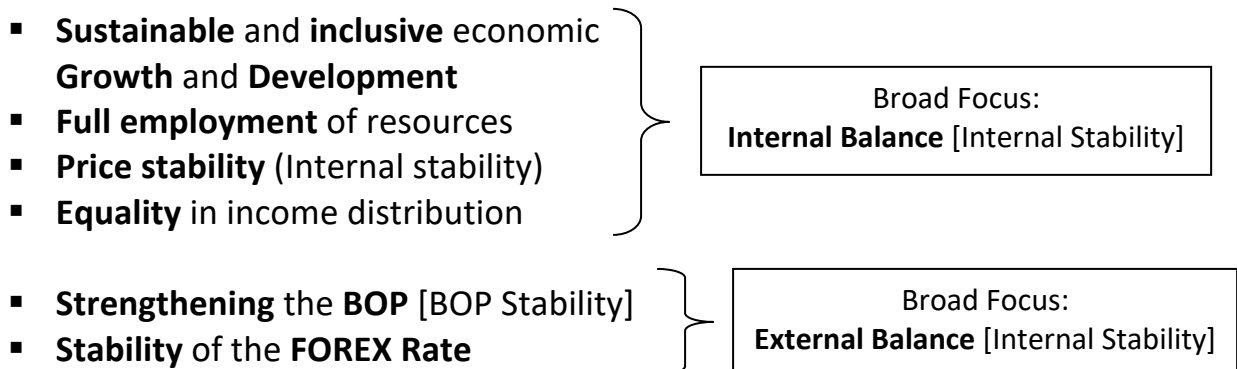 ▪ Sustainable and inclusive economic
Growth and Development
▪ Full employment of resources
▪ Price stability (Internal stability)
▪ Equality in income distribution
Broad Focus:
Internal Balance [Internal Stability]
▪ Strengthening the BOP [BOP Stability]
▪ Stability of the FOREX Rate
Broad Focus:
External Balance [Internal Stability]